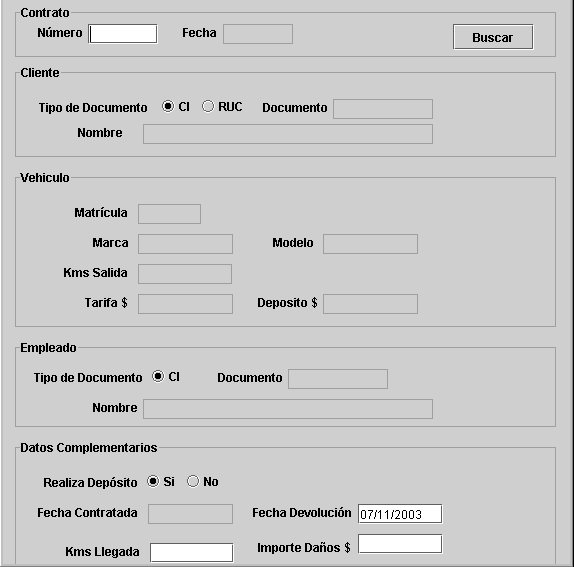 Contrato
Número Fecha Buscar
Cliente
Tipo de Documento CI RUC Documento
Nombre
Vehiculo
Matrícula
Marca Modelo
Kms Salida
Tarifa $ Deposito $
Empleado
Tipo de Documento CI Documento
Nombre
Datos Complementarios
Realiza Depósito Si No
Fecha Contratada Fecha Devolución 07/11/2003
Kms Llegada Importe Daños $